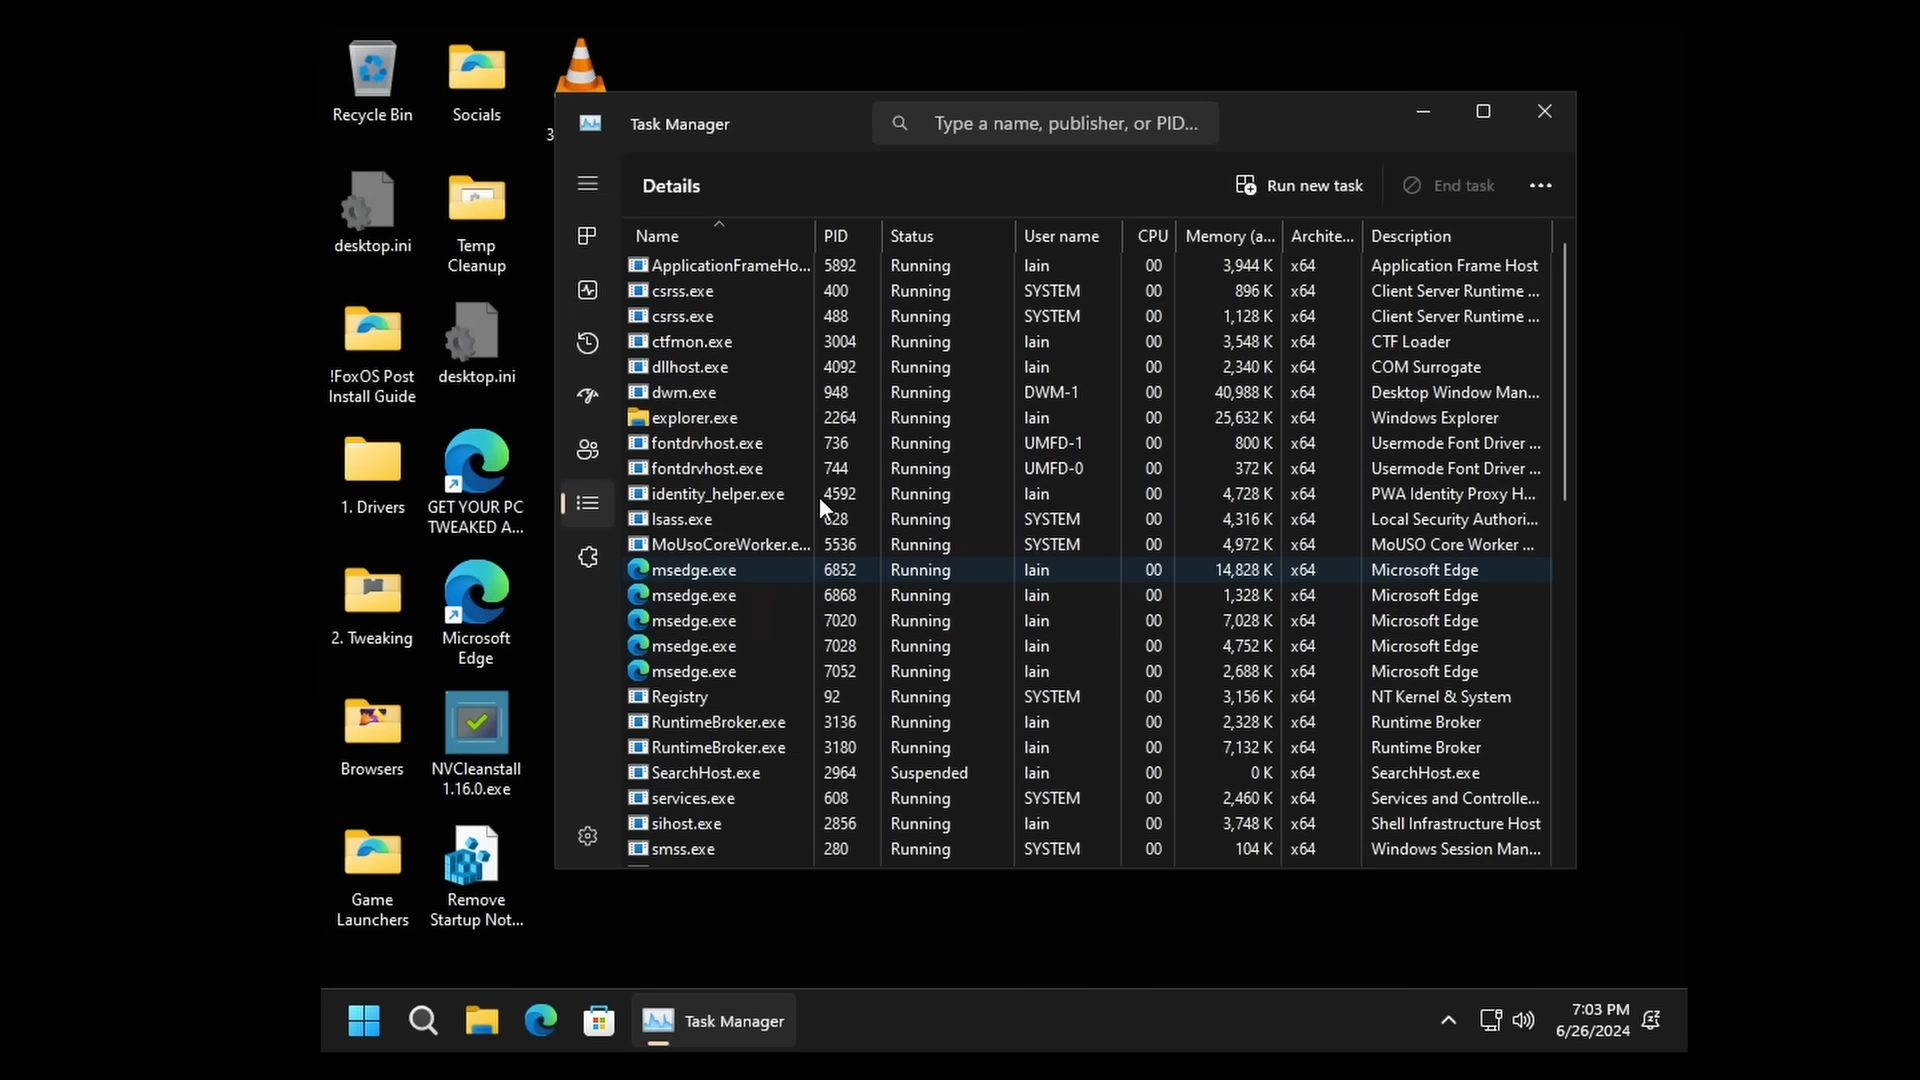 Recycle Bin
Socials
3
desktop.ini
Temp
Cleanup
!FoxOS Post
Install Guide
desktop.ini
1. Drivers
GET YOUR PC
TWEAKED A...
2. Tweaking
Microsoft
Edge
Browsers
NVCleanstall
1.16.0.exe
Game
Launchers
Remove
Startup Not...
Task Manager
Type a name, publisher, or PID...
Details
Run new task
End task
Name PID Status User name CPU Memory (a... Archite... Description
ApplicationFrameHo... 5892 Running lain 00 3,944 K x64 Application Frame Host
csrss.exe 400 Running SYSTEM 00 896 K x64 Client Server Runtime ...
csrss.exe 488 Running SYSTEM 00 1,128 K x64 Client Server Runtime ...
ctfmon.exe 3004 Running lain 00 3,548 K x64 CTF Loader
dllhost.exe 4092 Running lain 00 2,340 K x64 COM Surrogate
dwm.exe 948 Running DWM-1 00 40,988 K x64 Desktop Window Man...
explorer.exe 2264 Running lain 00 25,632 K x64 Windows Explorer
fontdrvhost.exe 736 Running UMFD-1 00 800 K x64 Usermode Font Driver ...
fontdrvhost.exe 744 Running UMFD-0 00 372 K x64 Usermode Font Driver ...
identity_helper.exe 4592 Running lain 00 4,728 K x64 PWA Identity Proxy H...
lsass.exe Running SYSTEM 00 4,316 K x64 Local Security Authori...
MoUsoCoreWorker.e... 5536 Running SYSTEM 00 4,972 K x64 MoUSO Core Worker ...
msedge.exe 6852 Running lain 00 14,828 K x64 Microsoft Edge
msedge.exe 6868 Running lain 00 1,328 K x64 Microsoft Edge
msedge.exe 7020 Running lain 00 7,028 K x64 Microsoft Edge
msedge.exe 7028 Running lain 00 4,752 K x64 Microsoft Edge
msedge.exe 7052 Running lain 00 2,688 K x64 Microsoft Edge
Registry 92 Running SYSTEM 00 3,156 K x64 NT Kernel & System
RuntimeBroker.exe 3136 Running lain 00 2,328 K x64 Runtime Broker
RuntimeBroker.exe 3180 Running lain 00 7,132 K x64 Runtime Broker
SearchHost.exe 2964 Suspended lain 00 0 K x64 SearchHost.exe
services.exe 608 Running SYSTEM 00 2,460 K x64 Services and Controlle...
sihost.exe 2856 Running lain 00 3,748 K x64 Shell Infrastructure Host
smss.exe 280 Running SYSTEM 00 104 K x64 Windows Session Man...
Task Manager
7:03 PM
6/26/2024